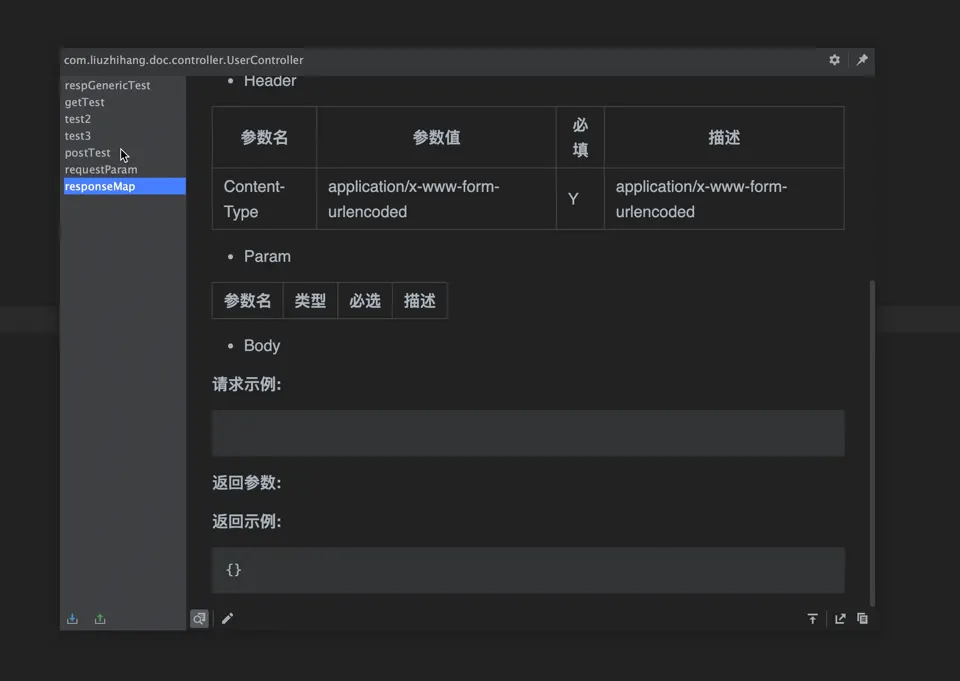 com.liuzhihang.doc.controller.UserController
respGenericTest
getTest
test2
test3
postTest
requestParam
responseMap
• Header
参数名 参数值 必填 描述
Content-Type application/x-www-form-urlencoded Y application/x-www-form-urlencoded
• Param
参数名 类型 必选 描述
• Body
请求示例:
返回参数:
返回示例:
{}